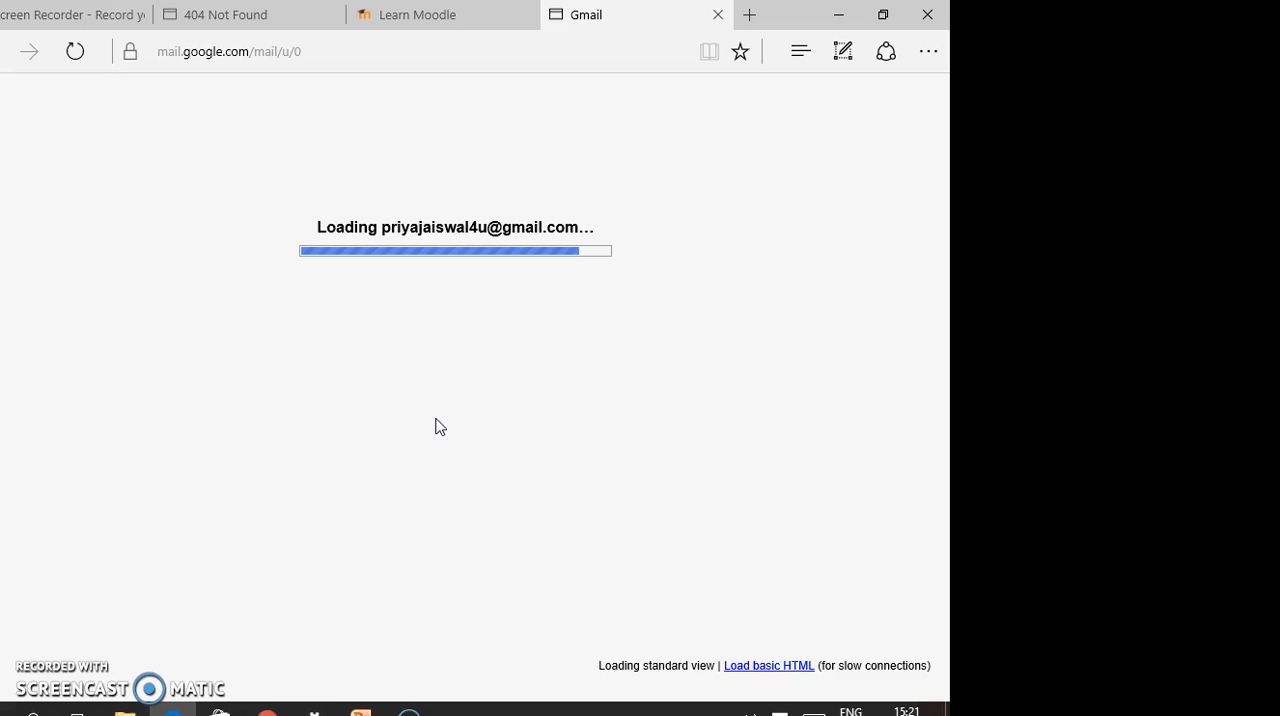 creen Recorder - Record y
404 Not Found
Learn Moodle
Gmail
mail.google.com/mail/u/0
Loading priyajaiswal4u@gmail.com...
Loading standard view | Load basic HTML (for slow connections)
RECORDED WITH
SCREENCAST MATIC
ENG
15:21